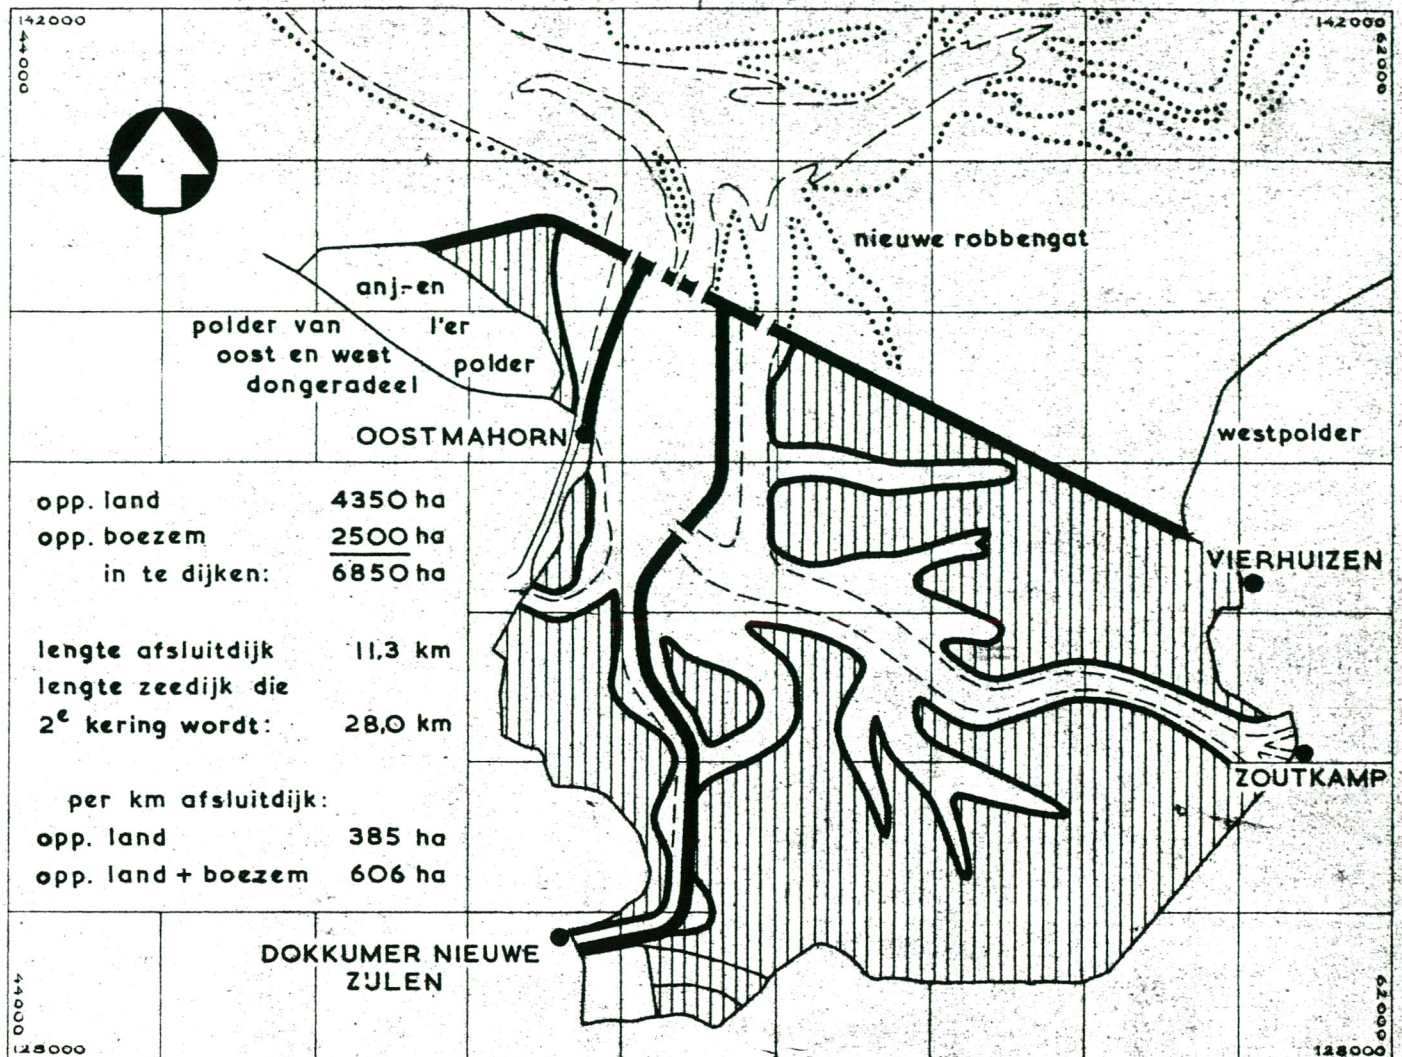 142000
142000
44000
62000
nieuwe robbengat
anj.-en
polder van
l'er
oost en west
polder
dongeradeel
OOSTMAHORN
westpolder
opp. land 4350 ha
opp. boezem 2500 ha
in te dijken: 6850 ha
VIERHUIZEN
lengte afsluitdijk 11,3 km
lengte zeedijk die
2e kering wordt: 28,0 km
ZOUTKAMP
per km afsluitdijk:
opp. land 385 ha
opp. land + boezem 606 ha
DOKKUMER NIEUWE
ZIJLEN
44000
62000
128000
128000